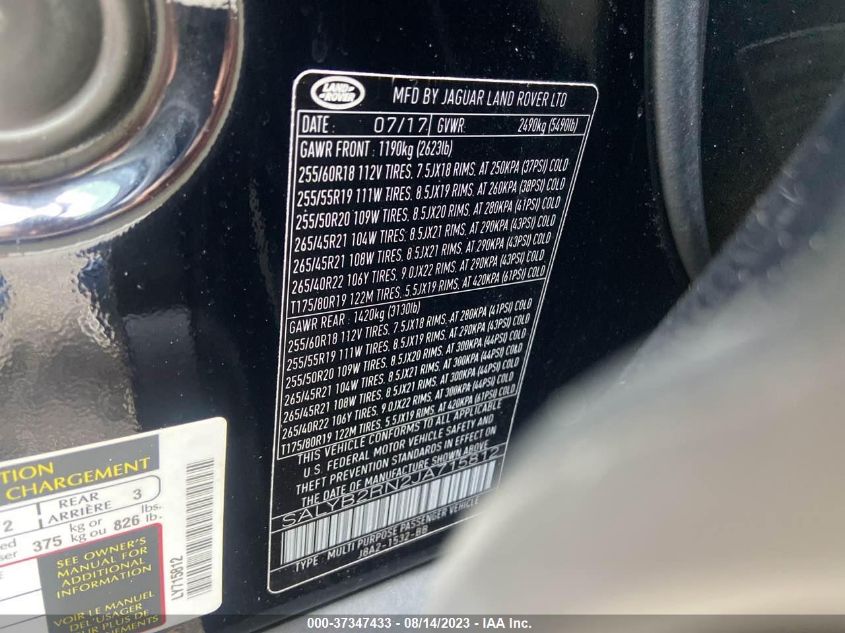 LAND ROVER
MFD BY JAGUAR LAND ROVER LTD
DATE: 07/17 GVWR: 2490kg (5490lb)
GAWR FRONT: 1190kg (2623lb)
255/60R18 112V TIRES, 7.5JX18 RIMS, AT 250KPA (37PSI) COLD
255/55R19 111W TIRES, 8.5JX19 RIMS, AT 260KPA (38PSI) COLD
255/50R20 109W TIRES, 8.5JX20 RIMS, AT 280KPA (41PSI) COLD
265/45R21 104W TIRES, 8.5JX21 RIMS, AT 290KPA (43PSI) COLD
265/45R21 108W TIRES, 8.5JX21 RIMS, AT 290KPA (43PSI) COLD
265/40R22 106Y TIRES, 9.0JX22 RIMS, AT 290KPA (43PSI) COLD
T175/80R19 122M TIRES, 5.5JX19 RIMS, AT 420KPA (61PSI) COLD
GAWR REAR: 1420kg (3130lb)
255/60R18 112V TIRES, 7.5JX18 RIMS, AT 280KPA (41PSI) COLD
255/55R19 111W TIRES, 8.5JX19 RIMS, AT 290KPA (43PSI) COLD
255/50R20 109W TIRES, 8.5JX20 RIMS, AT 300KPA (44PSI) COLD
265/45R21 104W TIRES, 8.5JX21 RIMS, AT 300KPA (44PSI) COLD
265/45R21 108W TIRES, 8.5JX21 RIMS, AT 300KPA (44PSI) COLD
265/40R22 106Y TIRES, 9.0JX22 RIMS, AT 300KPA (44PSI) COLD
T175/80R19 122M TIRES, 5.5JX19 RIMS, AT 420KPA (61PSI) COLD
THIS VEHICLE CONFORMS TO ALL APPLICABLE
U.S. FEDERAL MOTOR VEHICLE SAFETY AND
THEFT PREVENTION STANDARDS IN EFFECT ON
THE DATE OF MANUFACTURE SHOWN ABOVE
SALYB2RN2JA715812
TYPE: MULTI PURPOSE PASSENGER VEHICLE
J8A2-1532-BB
CHARGEMENT
2 REAR ARRIÈRE 3
375 kg or kg ou 826 lbs. lb.
SEE OWNER'S
MANUAL FOR
ADDITIONAL
INFORMATION
VOIR LE MANUEL
DE L'USAGER
SUR PLUS DE
LY715812
000-37347433 - 08/14/2023 - IAA Inc.